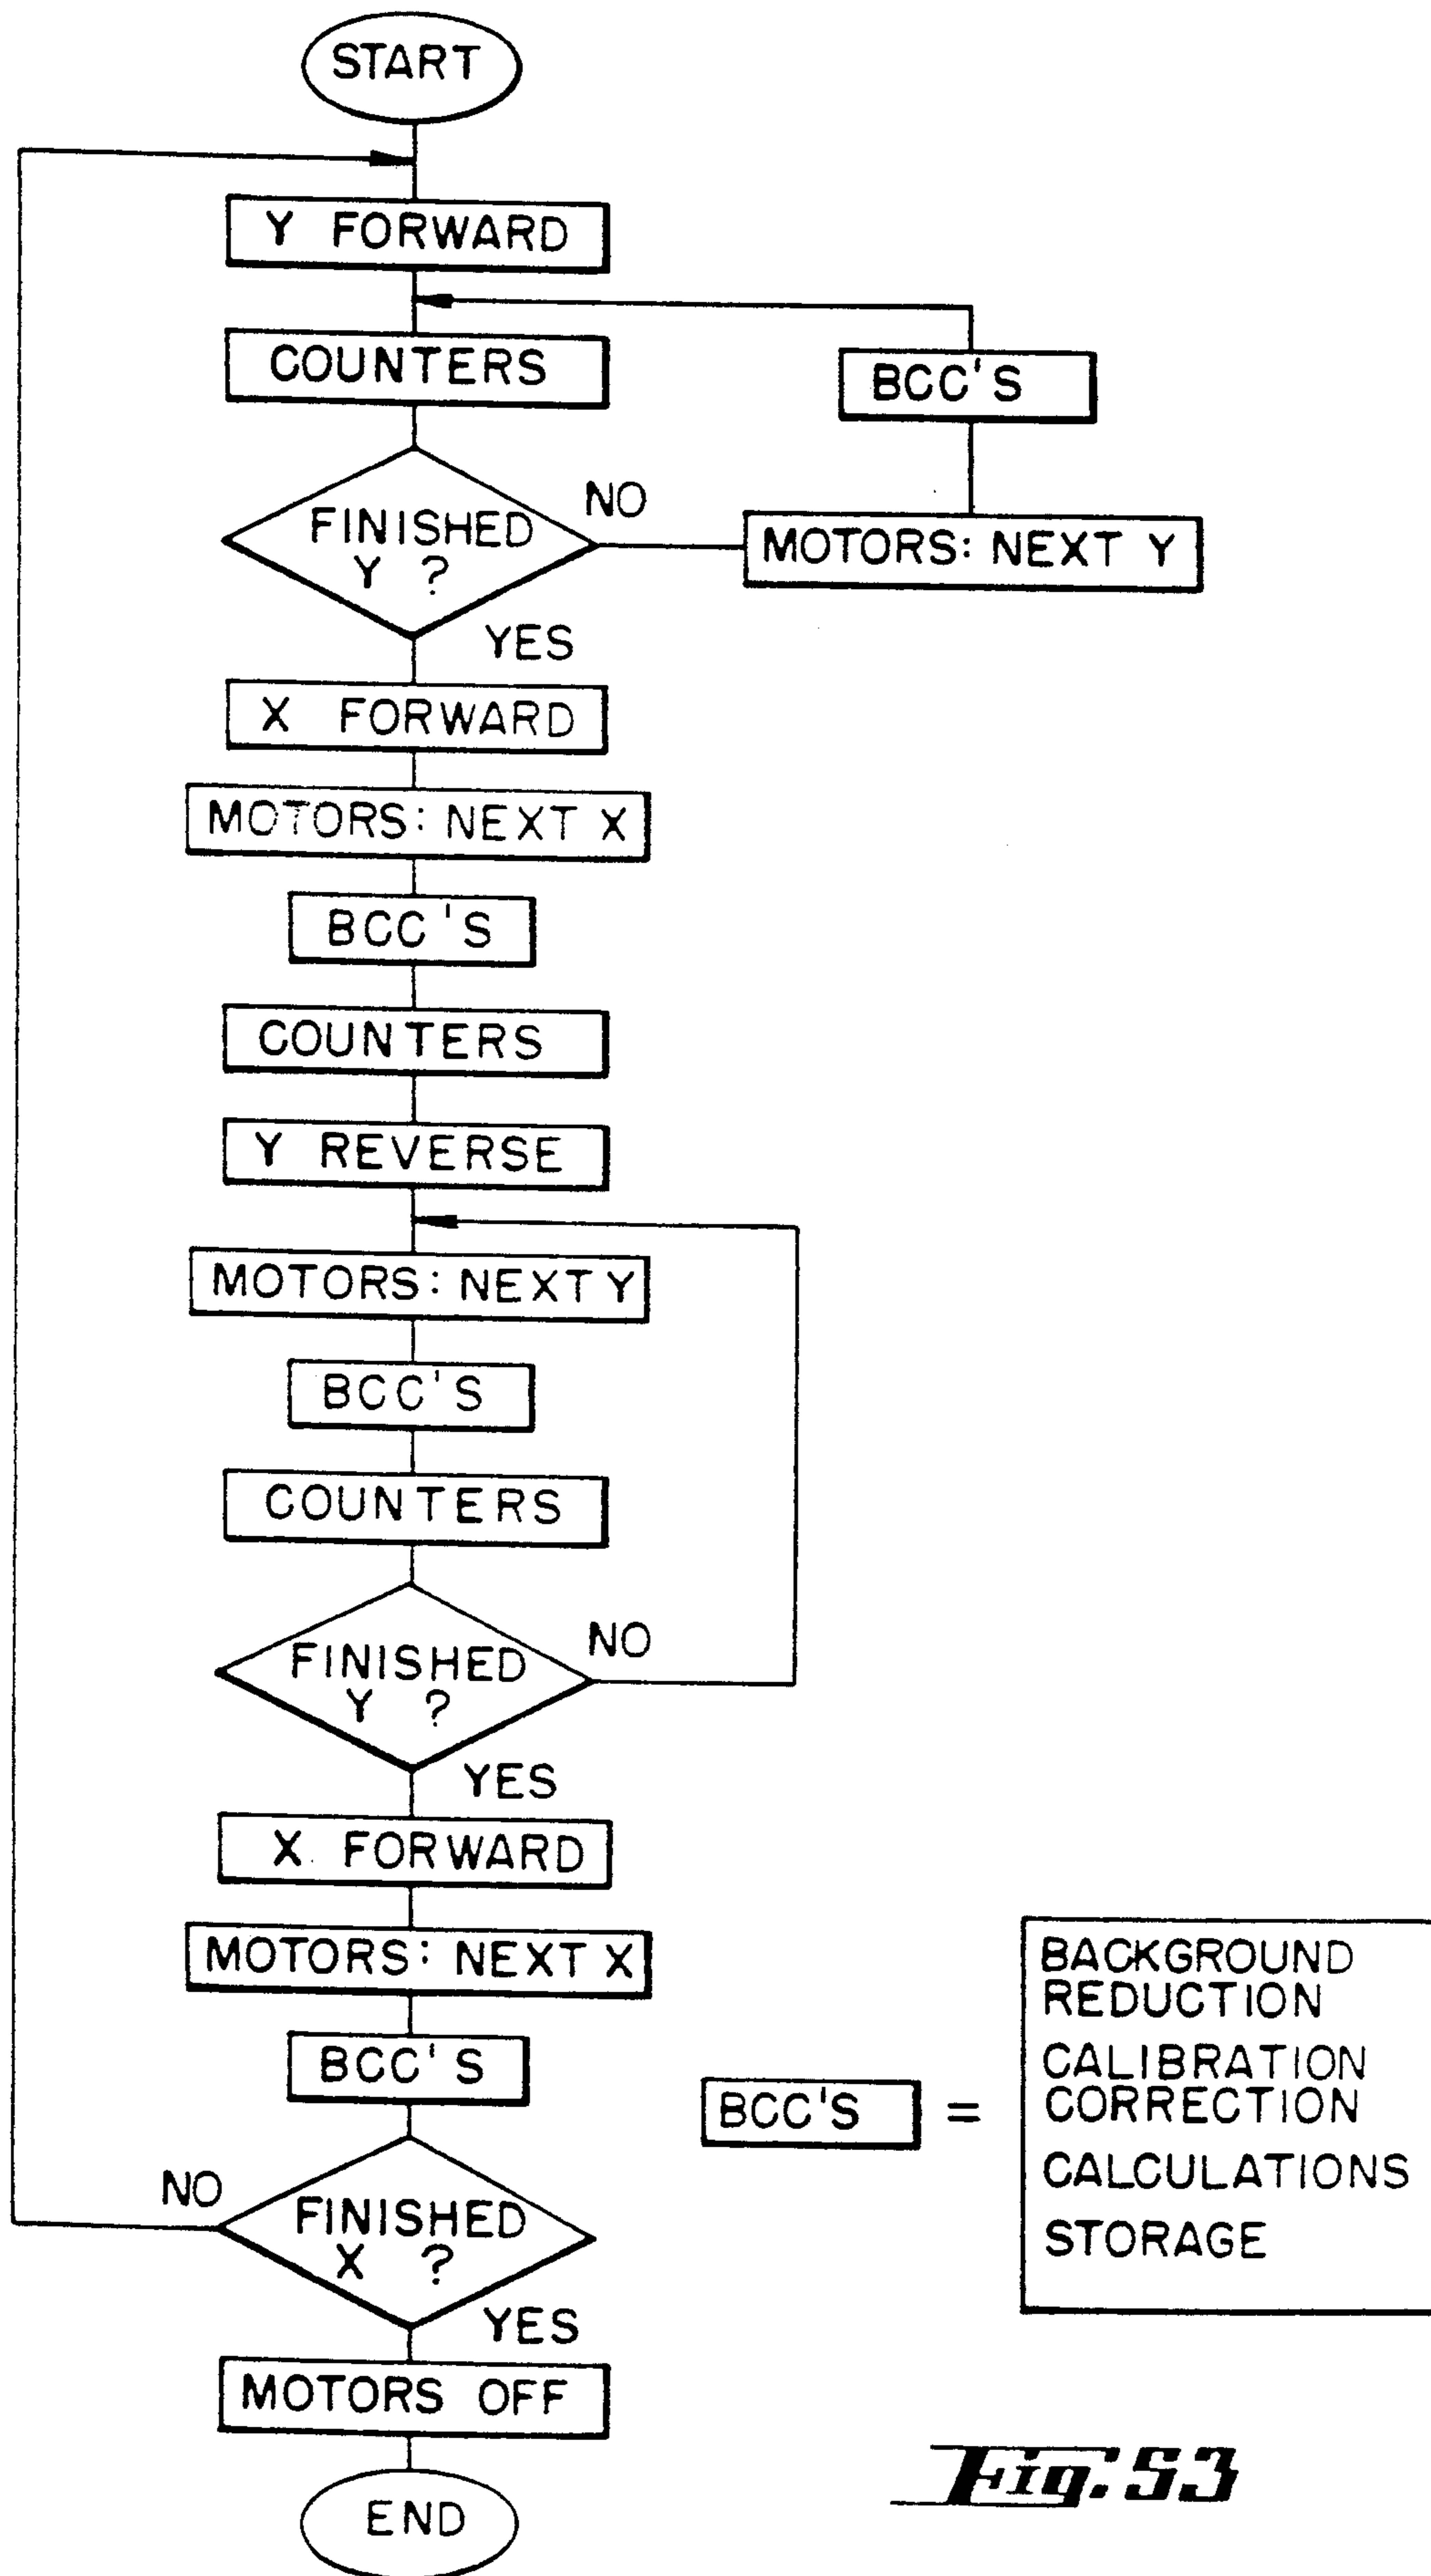 START
Y FORWARD
COUNTERS
BCC'S
FINISHED
Y ?
NO
MOTORS: NEXT Y
YES
X FORWARD
MOTORS: NEXT X
BCC'S
COUNTERS
Y REVERSE
MOTORS: NEXT Y
BCC'S
COUNTERS
FINISHED
Y ?
NO
YES
X FORWARD
MOTORS: NEXT X
BCC'S
FINISHED
X ?
NO
YES
MOTORS OFF
END
BCC'S =
BACKGROUND
REDUCTION
CALIBRATION
CORRECTION
CALCULATIONS
STORAGE
Fig. 53